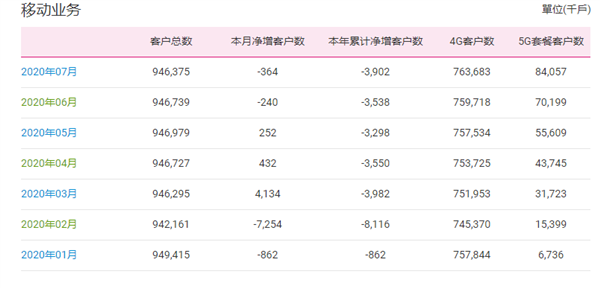 移动业务 單位(千戶)
客户总数 本月净增客户数 本年累计净增客户数 4G客户数 5G套餐客户数
2020年07月 946,375 -364 -3,902 763,683 84,057
2020年06月 946,739 -240 -3,538 759,718 70,199
2020年05月 946,979 252 -3,298 757,534 55,609
2020年04月 946,727 432 -3,550 753,725 43,745
2020年03月 946,295 4,134 -3,982 751,953 31,723
2020年02月 942,161 -7,254 -8,116 745,370 15,399
2020年01月 949,415 -862 -862 757,844 6,736